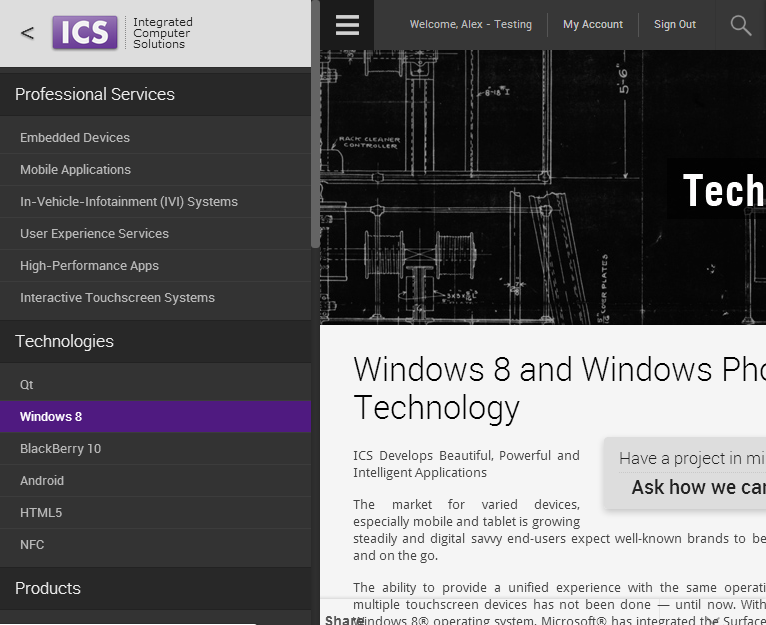 <
ICS
Integrated
Computer
Solutions
Professional Services
Embedded Devices
Mobile Applications
In-Vehicle-Infotainment (IVI) Systems
User Experience Services
High-Performance Apps
Interactive Touchscreen Systems
Technologies
Qt
Windows 8
BlackBerry 10
Android
HTML5
NFC
Products
Welcome, Alex - Testing
My Account
Sign Out
5'-6"
RACK CLEANER
CONTROLLER
Tech
Windows 8 and Windows Pho
Technology
ICS Develops Beautiful, Powerful and
Intelligent Applications
Have a project in mi
Ask how we can
The market for varied devices,
especially mobile and tablet is growing
steadily and digital savvy end-users expect well-known brands to be
and on the go.
The ability to provide a unified experience with the same operati
multiple touchscreen devices has not been done — until now. With
Share
Windows 8® operating system, Microsoft® has integrated the Surface